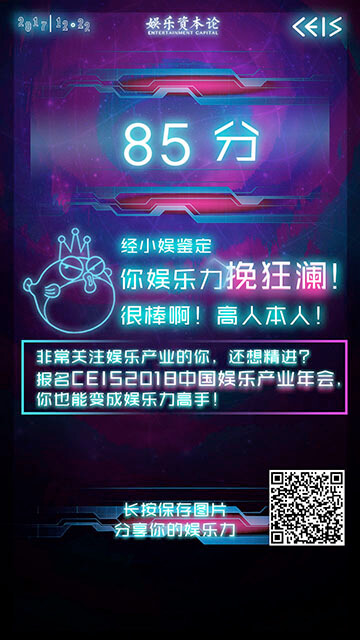 2017|12•22
娱乐资本论
ENTERTAINMENT CAPITAL
CEIS
85分
经小娱鉴定
你娱乐力挽狂澜！
很棒啊！高人本人！
非常关注娱乐产业的你，还想精进？
报名CEIS2018中国娱乐产业年会，
你也能变成娱乐力高手！
长按保存图片
分享你的娱乐力